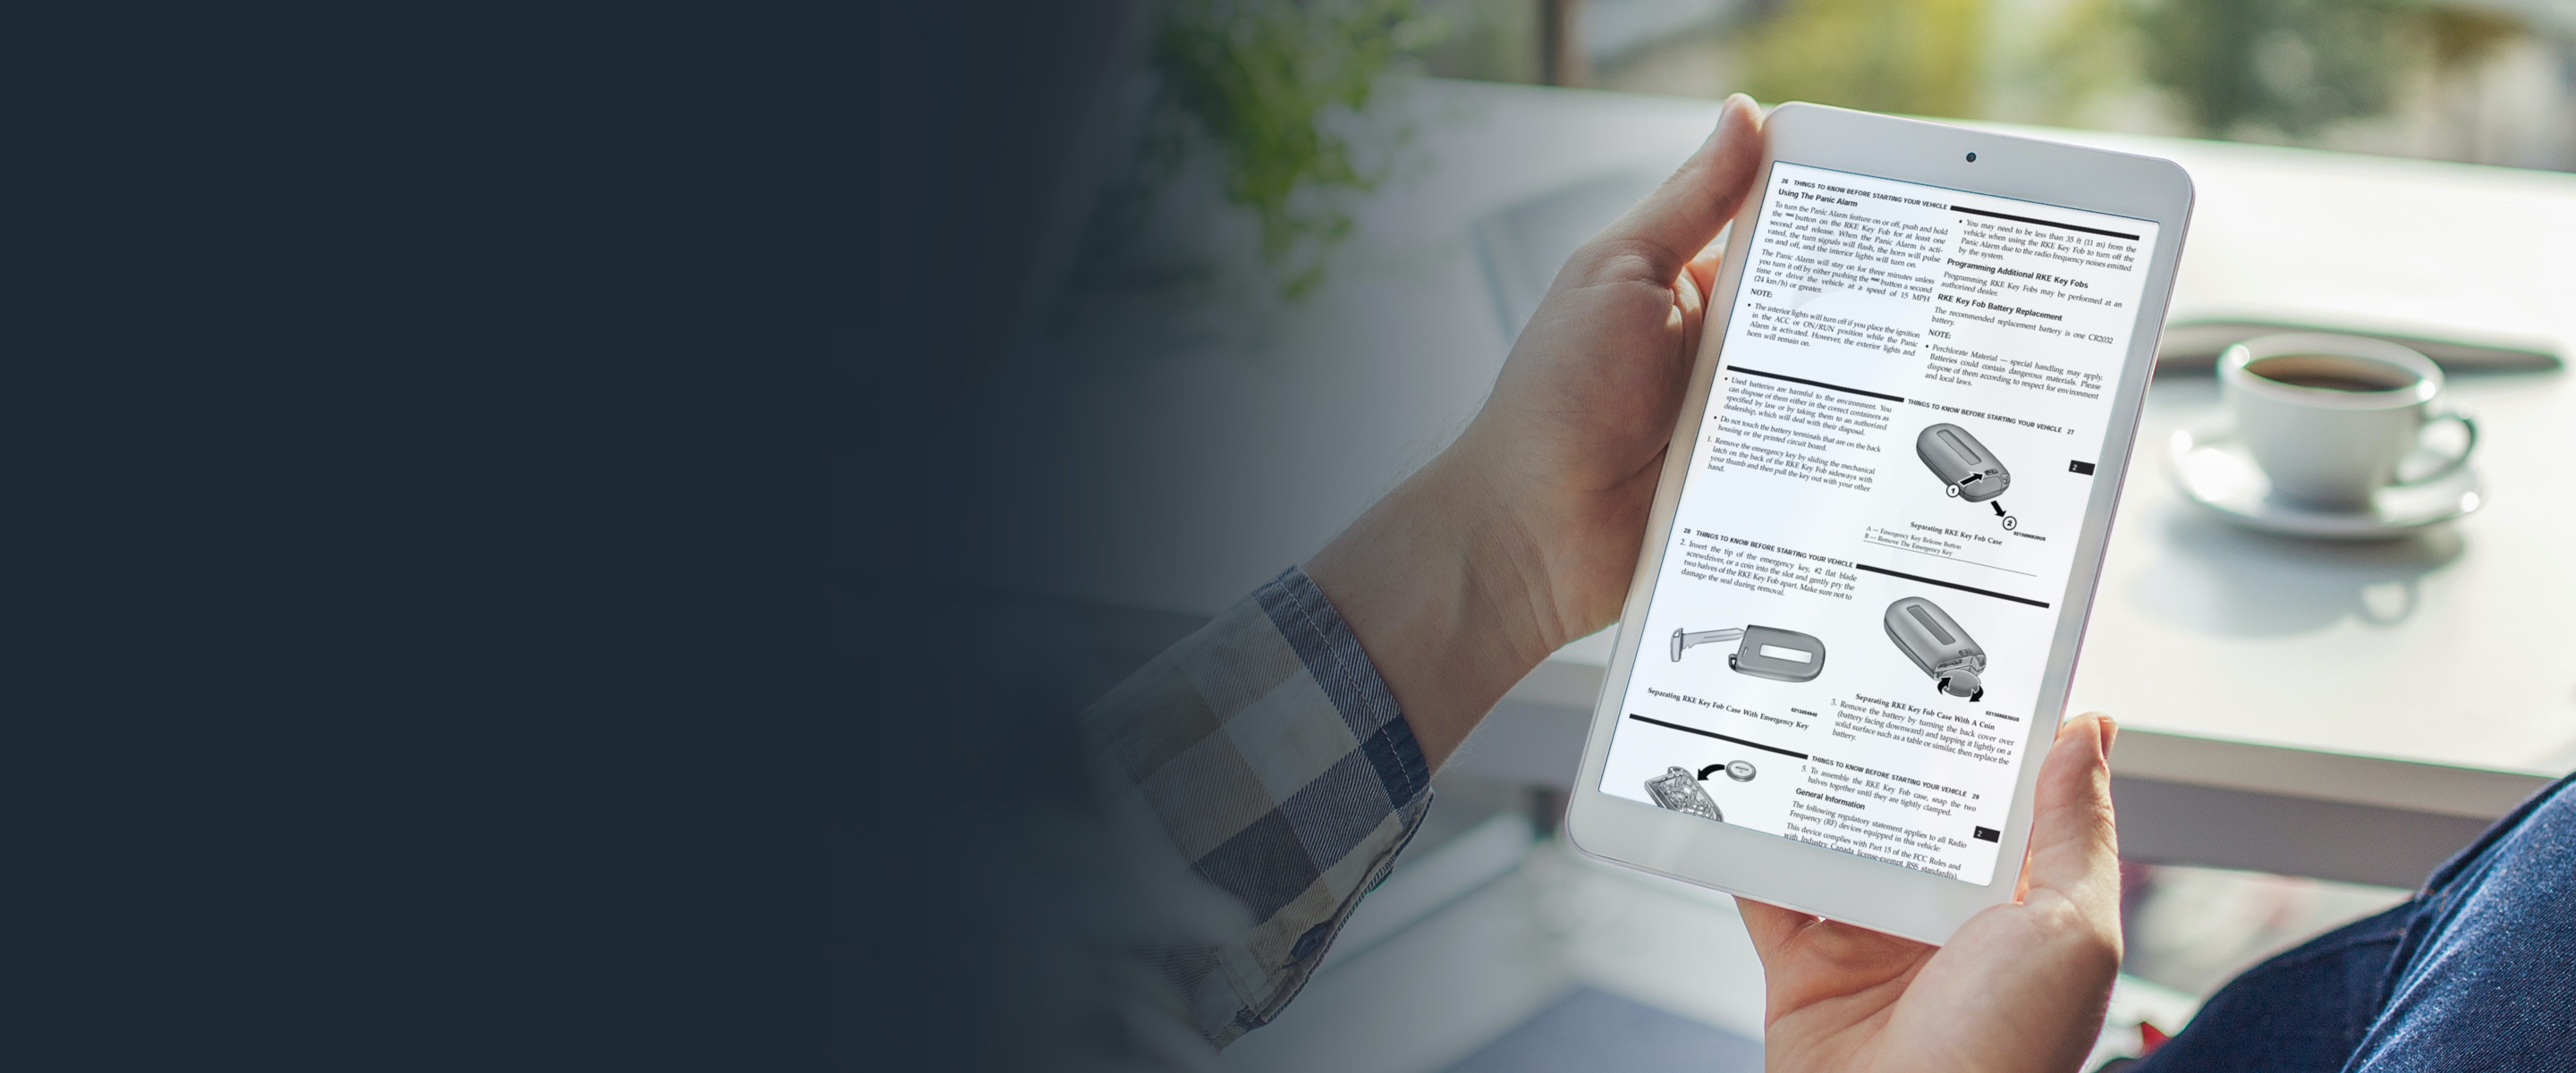 26 THINGS TO KNOW BEFORE STARTING YOUR VEHICLE
Using The Panic Alarm
To turn the Panic Alarm feature on or off, push and hold
the button on the RKE Key Fob for at least one
second and release. When the Panic Alarm is acti-
vated, the turn signals will flash, the horn will pulse
on and off, and the interior lights will turn on.
The Panic Alarm will stay on for three minutes unless
you turn it off by either pushing the button a second
time or drive the vehicle at a speed of 15 MPH
(24 km/h) or greater.
NOTE:
• The interior lights will turn off if you place the ignition
in the ACC or ON/RUN position while the Panic
Alarm is activated. However, the exterior lights and
horn will remain on.
• You may need to be less than 35 ft (11 m) from the
vehicle when using the RKE Key Fob to turn off the
Panic Alarm due to the radio frequency noises emitted
by the system.
Programming Additional RKE Key Fobs
Programming RKE Key Fobs may be performed at an
authorized dealer.
RKE Key Fob Battery Replacement
The recommended replacement battery is one CR2032
battery.
NOTE:
• Perchlorate Material — special handling may apply.
Batteries could contain dangerous materials. Please
dispose of them according to respect for environment
and local laws.
THINGS TO KNOW BEFORE STARTING YOUR VEHICLE 27
• Used batteries are harmful to the environment. You
can dispose of them either in the correct containers as
specified by law or by taking them to an authorized
dealership, which will deal with their disposal.
• Do not touch the battery terminals that are on the back
housing or the printed circuit board.
1. Remove the emergency key by sliding the mechanical
latch on the back of the RKE Key Fob sideways with
your thumb and then pull the key out with your other
hand.
2
1
2
Separating RKE Key Fob Case
A — Emergency Key Release Button
B — Remove The Emergency Key
28 THINGS TO KNOW BEFORE STARTING YOUR VEHICLE
2. Insert the tip of the emergency key, #2 flat blade
screwdriver, or a coin into the slot and gently pry the
two halves of the RKE Key Fob apart. Make sure not to
damage the seal during removal.
Separating RKE Key Fob Case With Emergency Key
Separating RKE Key Fob Case With A Coin
3. Remove the battery by turning the back cover over
(battery facing downward) and tapping it lightly on a
solid surface such as a table or similar, then replace the
battery.
THINGS TO KNOW BEFORE STARTING YOUR VEHICLE 29
5. To assemble the RKE Key Fob case, snap the two
halves together until they are tightly clamped.
General Information
The following regulatory statement applies to all Radio
Frequency (RF) devices equipped in this vehicle:
This device complies with Part 15 of the FCC Rules and
with Industry Canada license-exempt RSS standard(s).
2